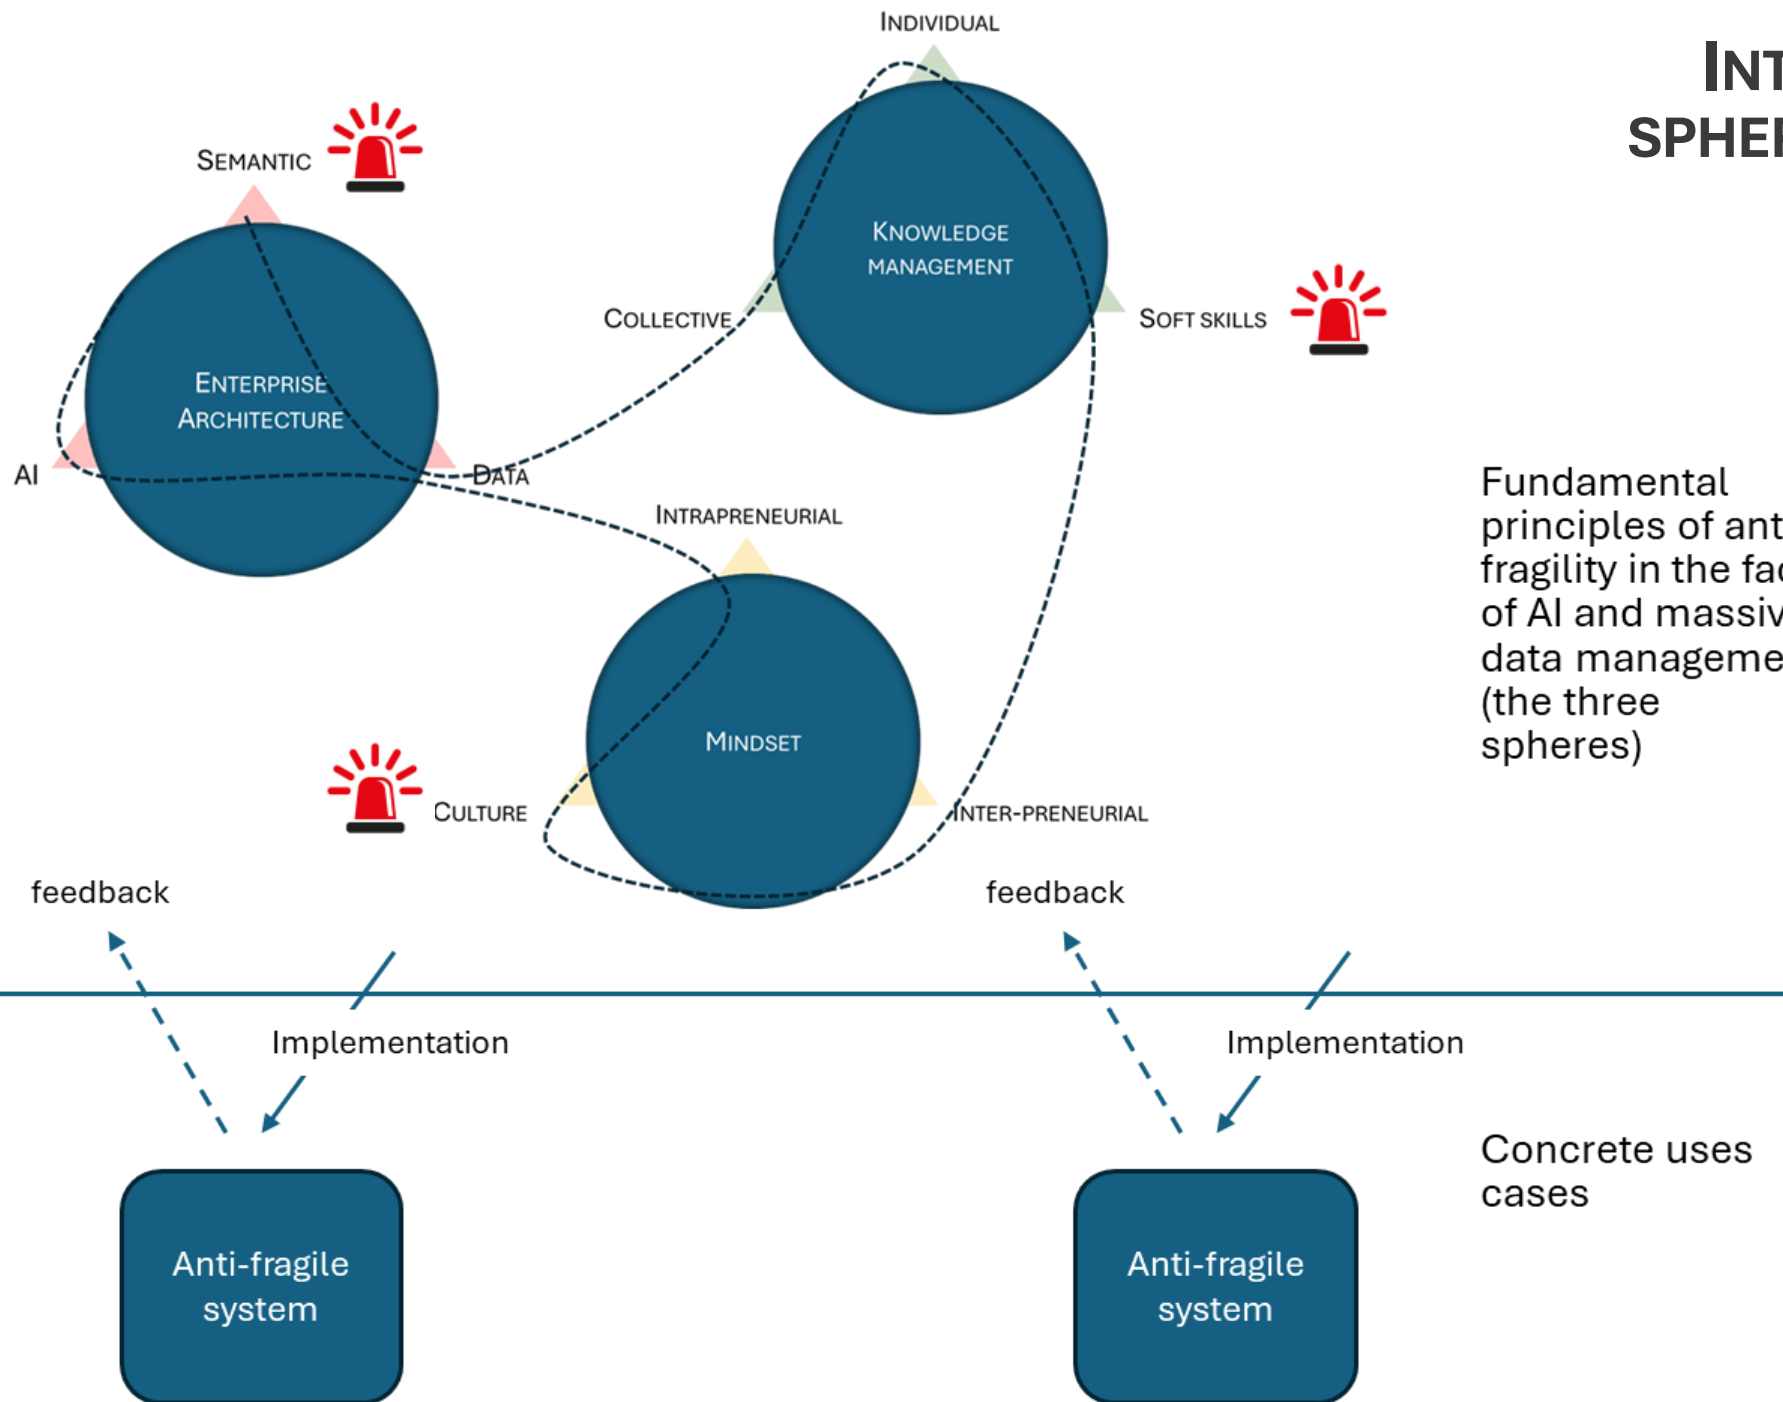 INDIVIDUAL
INT
SPHER
SEMANTIC
KNOWLEDGE
MANAGEMENT
COLLECTIVE
SOFT SKILLS
ENTERPRISE
ARCHITECTURE
AI
DATA
INTRAPRENEURIAL
Fundamental
principles of ant
fragility in the fac
of AI and massiv
data manageme
(the three
spheres)
MINDSET
CULTURE
INTER-PRENEURIAL
feedback
feedback
Implementation
Implementation
Concrete uses
cases
Anti-fragile
system
Anti-fragile
system